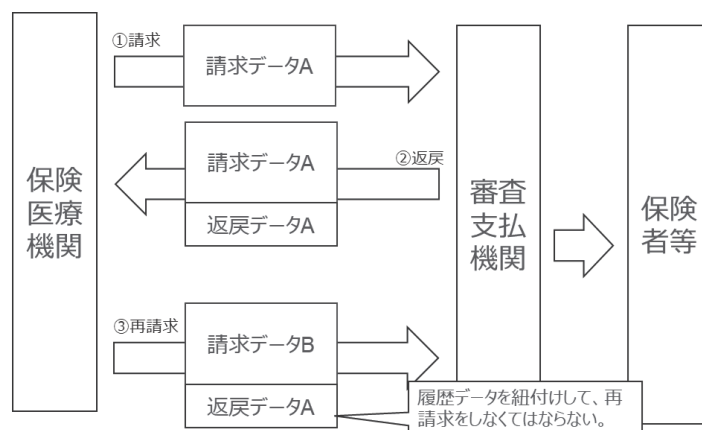 保険
医療
機関
①請求
請求データA
請求データA
返戻データA
②返戻
③再請求
請求データB
返戻データA
履歴データを紐付けして、再
請求をしなくてはならない。
審査
支払
機関
保険
者等